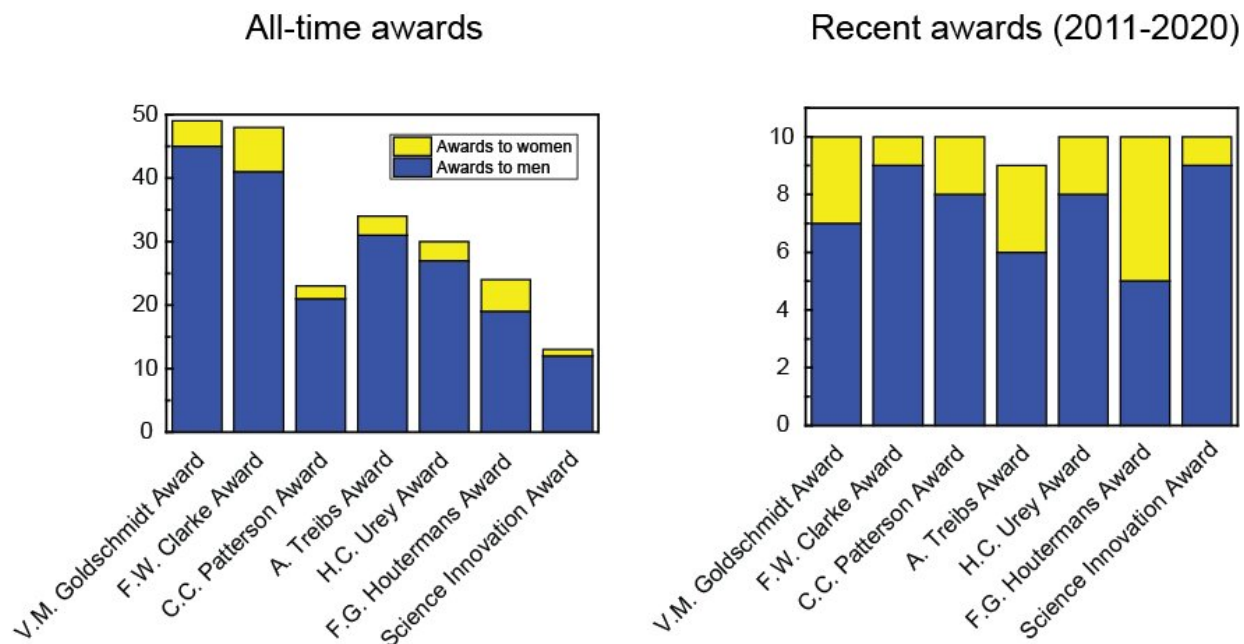 All-time awards
50
40
30
20
10
0
Awards to women
Awards to men
V.M. Goldschmidt Award
F.W. Clarke Award
C.C. Patterson Award
A. Treibs Award
H.C. Urey Award
F.G. Houtermans Award
Science Innovation Award
Recent awards (2011-2020)
10
8
6
4
2
0
V.M. Goldschmidt Award
F.W. Clarke Award
C.C. Patterson Award
A. Treibs Award
H.C. Urey Award
F.G. Houtermans Award
Science Innovation Award